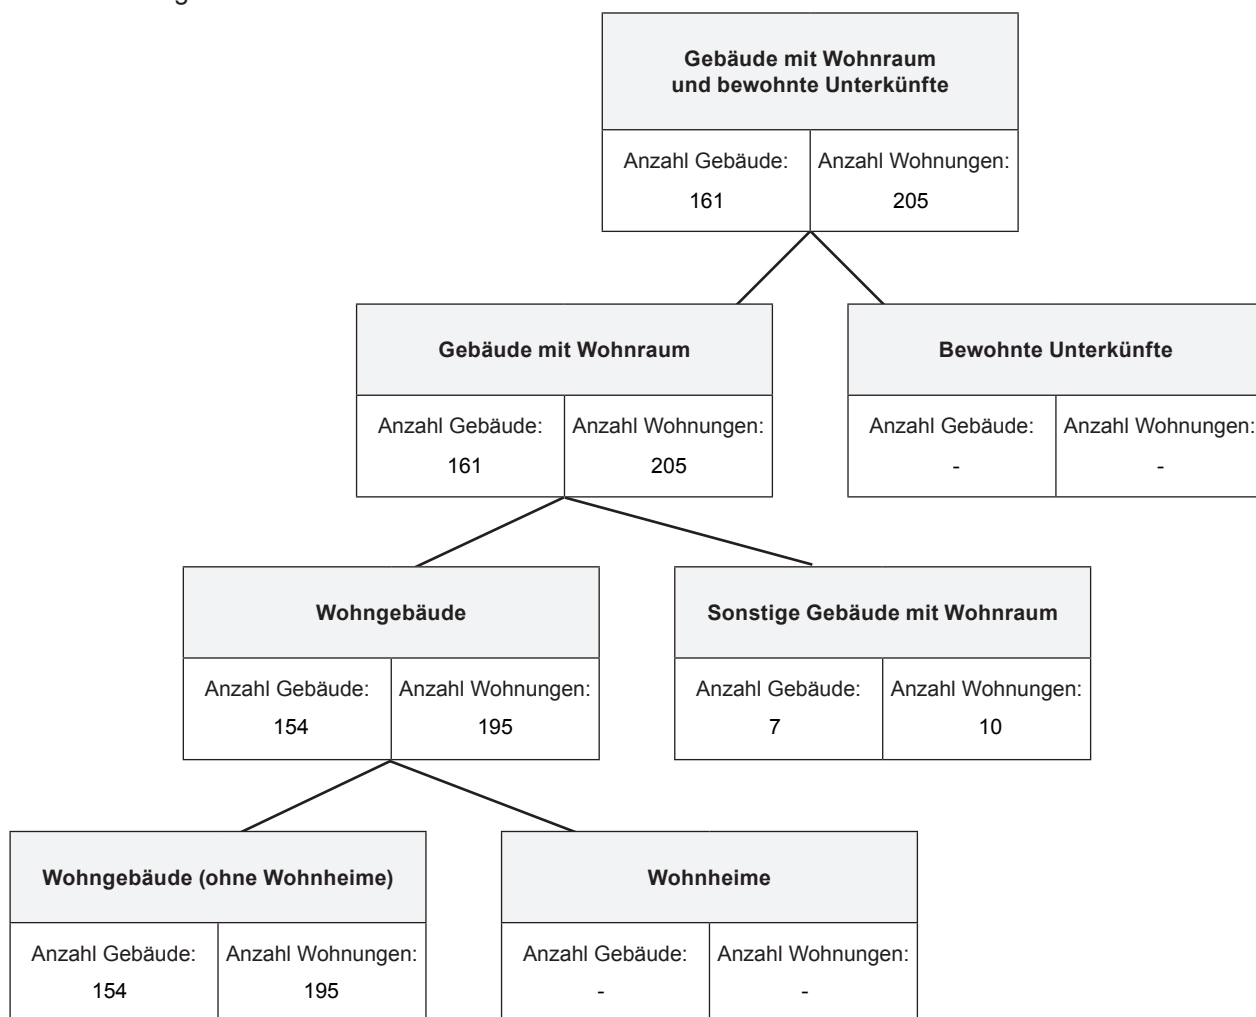 Gebäude mit Wohnraum
und bewohnte Unterkünfte
Anzahl Gebäude: Anzahl Wohnungen:
161 205
Gebäude mit Wohnraum Bewohnte Unterkünfte
Anzahl Gebäude: Anzahl Wohnungen: Anzahl Gebäude: Anzahl Wohnungen:
161 205 - -
Wohngebäude Sonstige Gebäude mit Wohnraum
Anzahl Gebäude: Anzahl Wohnungen: Anzahl Gebäude: Anzahl Wohnungen:
154 195 7 10
Wohngebäude (ohne Wohnheime) Wohnheime
Anzahl Gebäude: Anzahl Wohnungen: Anzahl Gebäude: Anzahl Wohnungen:
154 195 - -